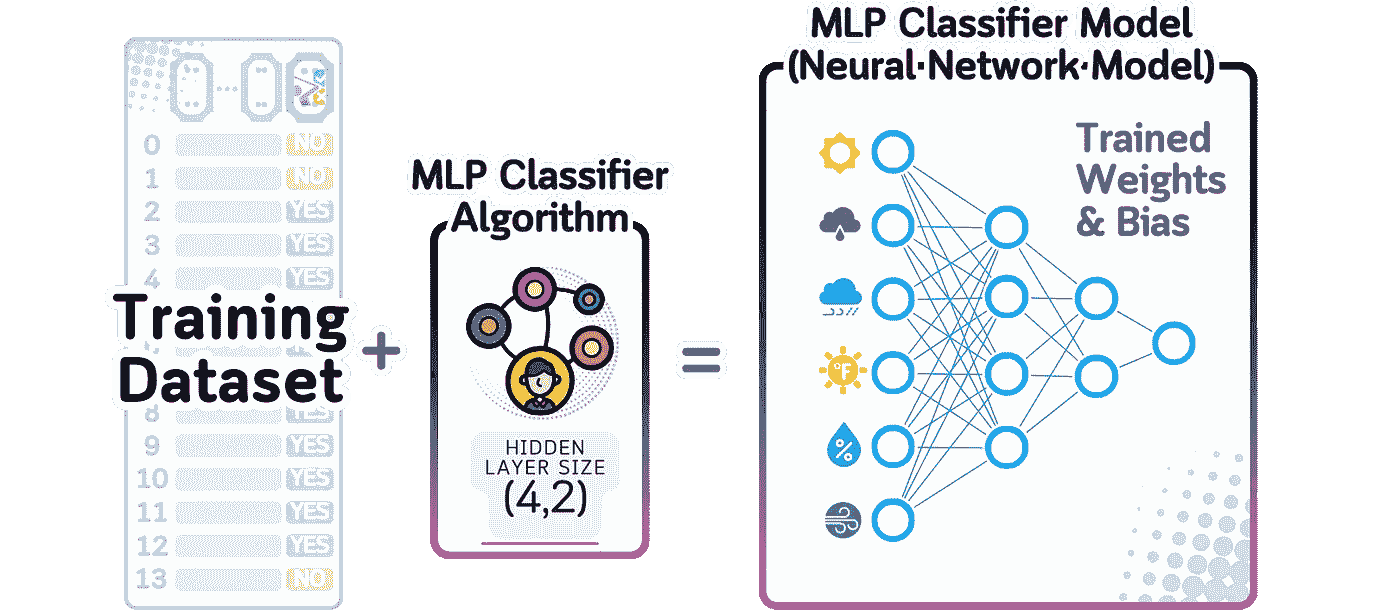 MLP Classifier Model
(Neural·Network·Model)
0 NO
1 NO
2 YES
3 YES
4 YES
Training
Dataset
8 YES
9 YES
10 YES
11 YES
12 YES
13 NO
+
MLP Classifier
Algorithm
HIDDEN
LAYER SIZE
(4,2)
=
Trained
Weights
& Bias
°F
%